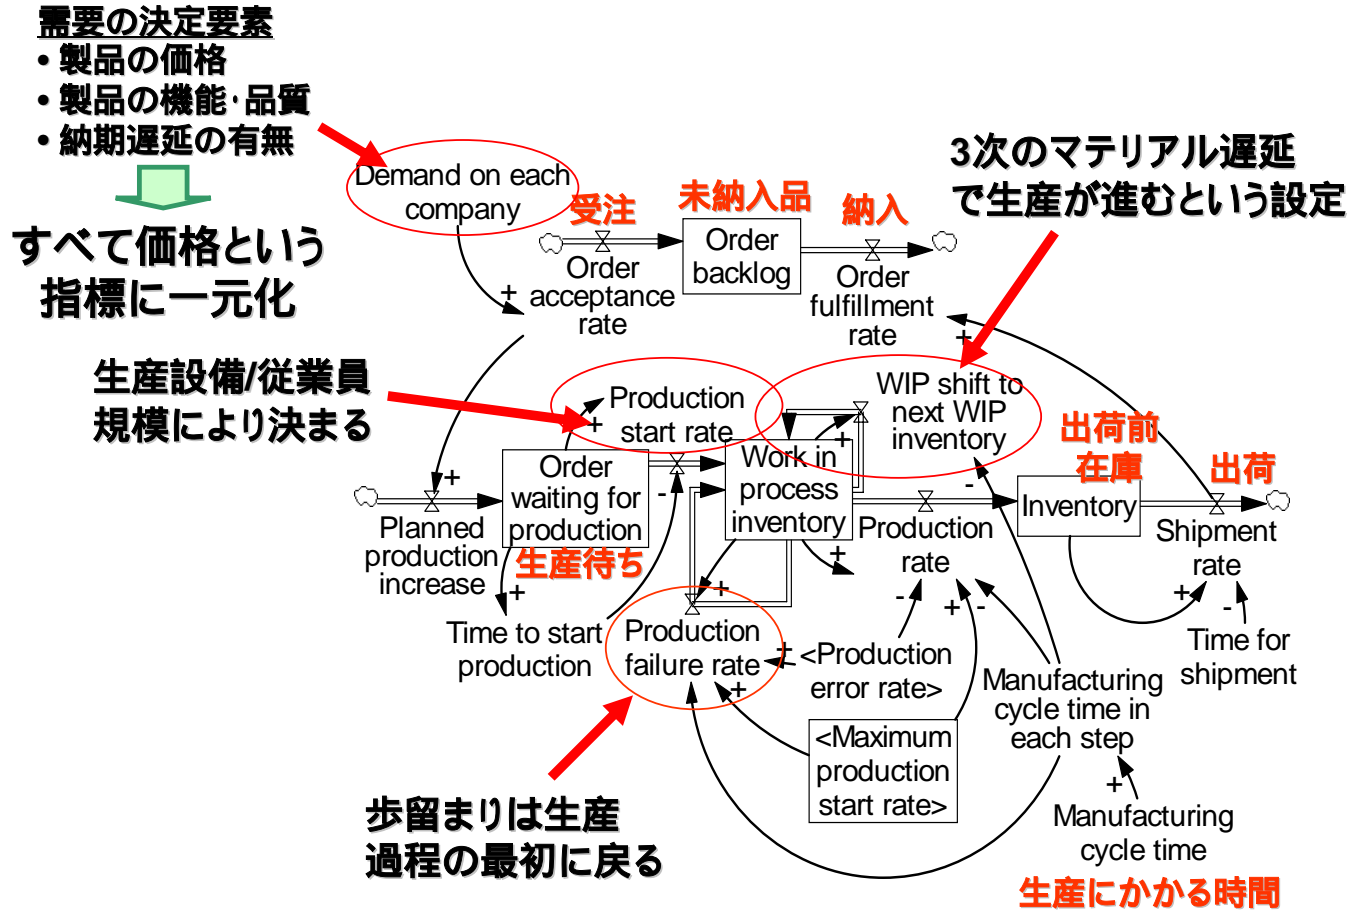 需要の決定要素
• 製品の価格
• 製品の機能・品質
• 納期遅延の有無
すべて価格という
指標に一元化
Demand on each
company
受注
未納入品
納入
3次のマテリアル遅延
で生産が進むという設定
Order
backlog
Order
acceptance
rate
Order
fulfillment
rate
+
+
生産設備/従業員
規模により決まる
Production
start rate
WIP shift to
next WIP
inventory
+
+
出荷前
在庫
出荷
Order
waiting for
production
生産待ち
Work in
process
inventory
+
-
-
Planned
production
increase
Production
rate
Inventory
Shipment
rate
+
+
+
-
+
-
+
-
Time to start
production
Production
failure rate
+
+
<Production
error rate>
Time for
shipment
Manufacturing
cycle time in
each step
<Maximum
production
start rate>
+
歩留まりは生産
過程の最初に戻る
Manufacturing
cycle time
生産にかかる時間